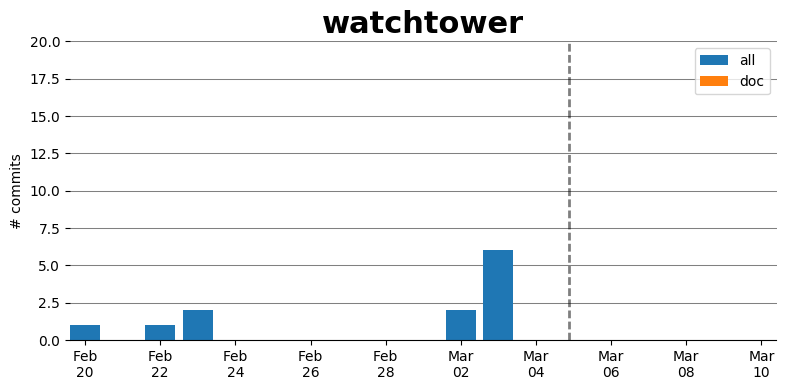 watchtower
20.0
17.5
15.0
12.5
10.0
7.5
5.0
2.5
0.0
# commits
all
doc
Feb Feb Feb Feb Feb Mar Mar Mar Mar Mar
20 22 24 26 28 02 04 06 08 10